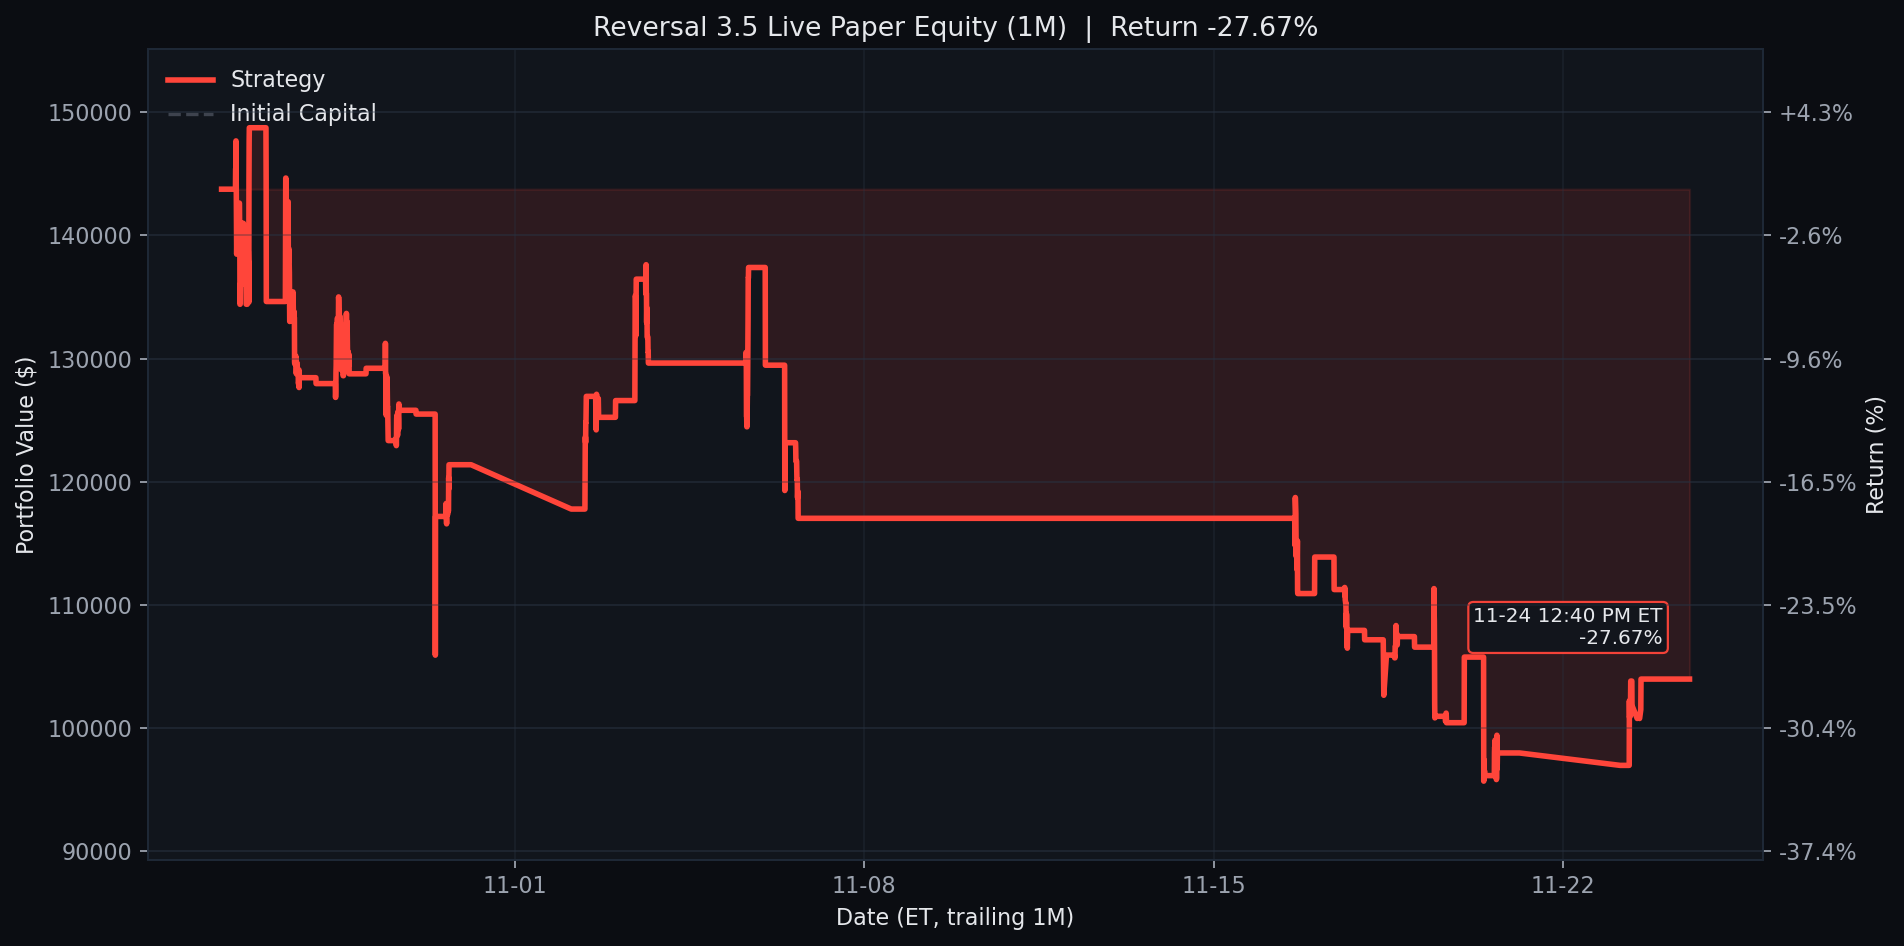 Reversal 3.5 Live Paper Equity (1M) | Return -27.67%
Strategy
Initial Capital
150000
140000
130000
120000
110000
100000
90000
Portfolio Value ($)
+4.3%
-2.6%
-9.6%
-16.5%
-23.5%
-30.4%
-37.4%
Return (%)
11-24 12:40 PM ET
-27.67%
11-01
11-08
11-15
11-22
Date (ET, trailing 1M)